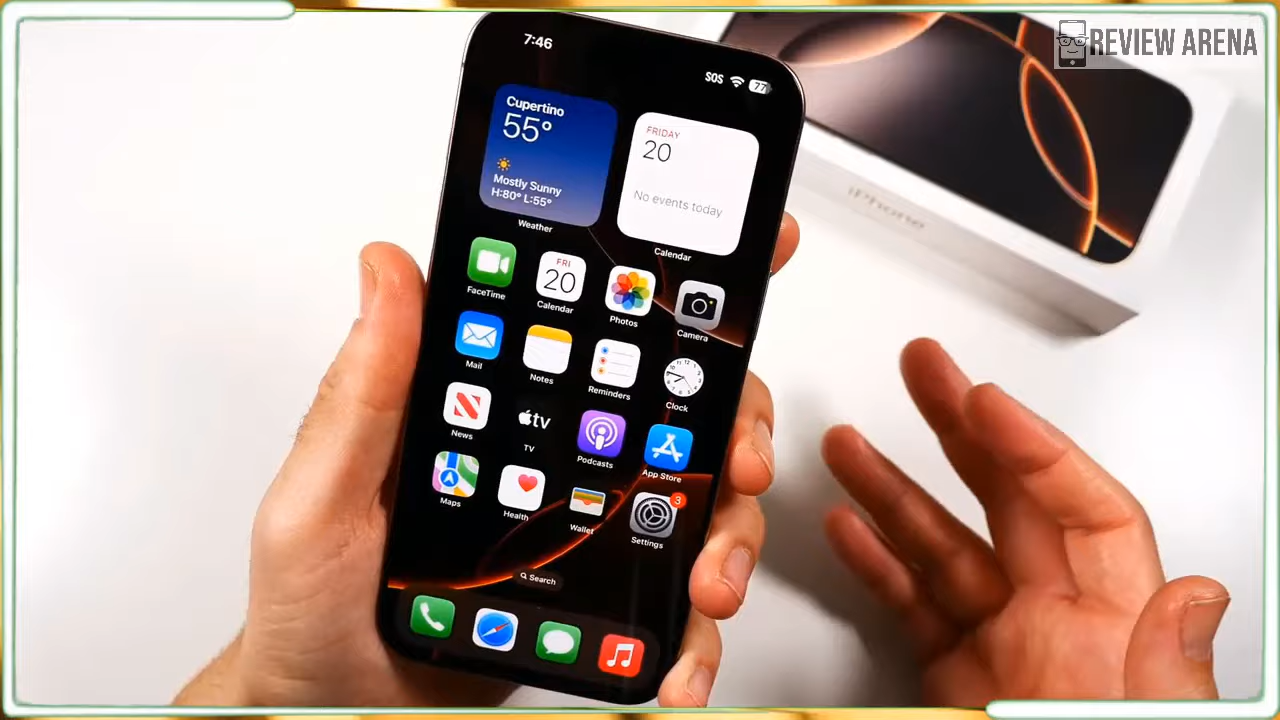 REVIEW ARENA
7:46
SOS 77
Cupertino
55°
Mostly Sunny
H:80° L:55°
Weather
FRIDAY
20
No events today
Calendar
FaceTime
FRI
20
Calendar
Photos
Camera
Mail
Notes
Reminders
Clock
News
tv
TV
Podcasts
App Store
Maps
Health
Wallet
3
Settings
Search
iPhone